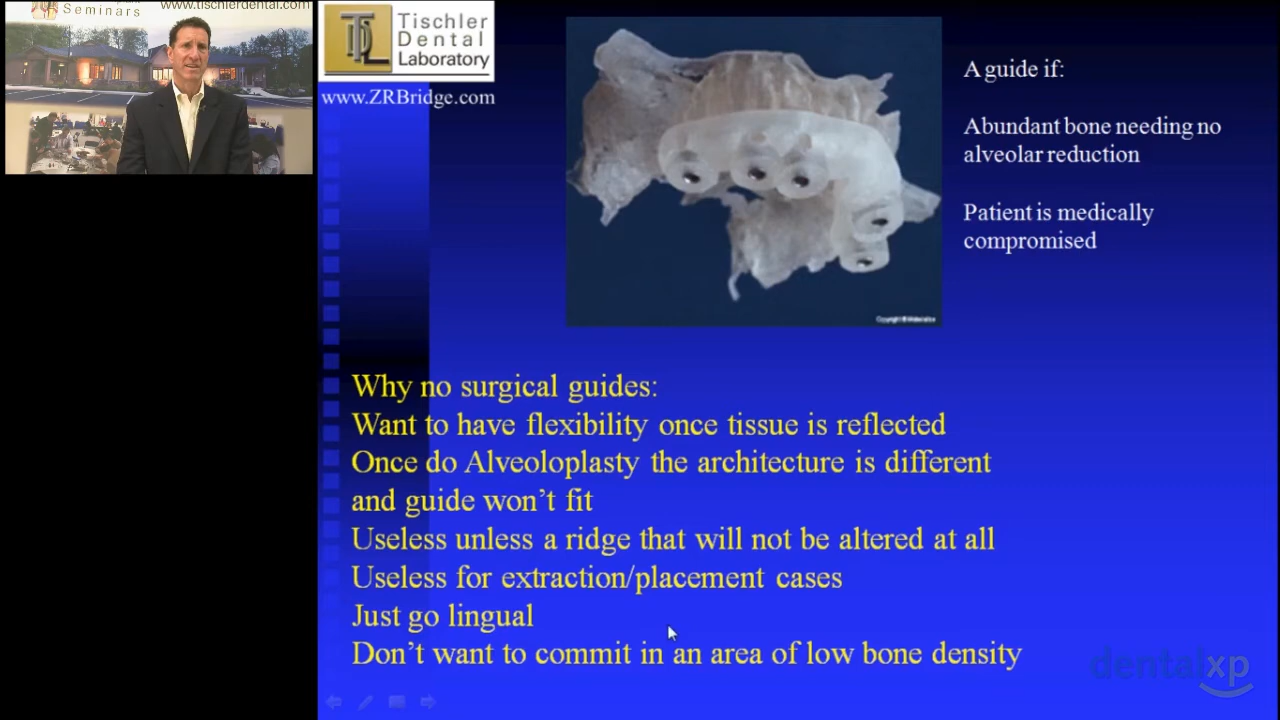 Seminars
www.tischlerdental.com
TDL
Tischler
Dental
Laboratory
www.ZRBridge.com
A guide if:
Abundant bone needing no
alveolar reduction
Patient is medically
compromised
Why no surgical guides:
Want to have flexibility once tissue is reflected
Once do Alveoloplasty the architecture is different
and guide won't fit
Useless unless a ridge that will not be altered at all
Useless for extraction/placement cases
Just go lingual
Don't want to commit in an area of low bone density
dentalxp